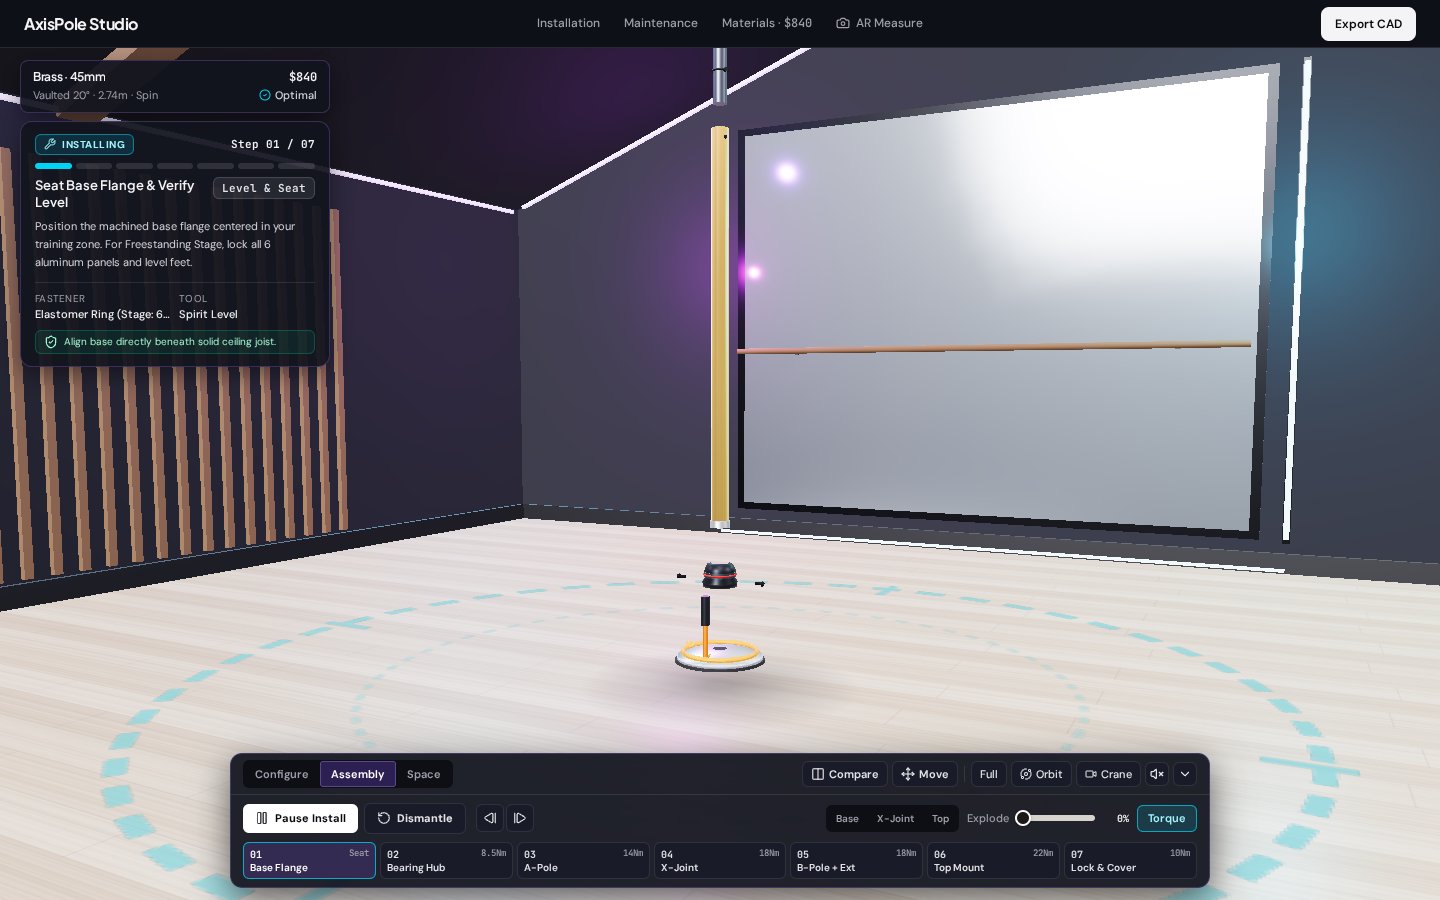 AxisPole Studio
Installation
Maintenance
Materials · $840
AR Measure
Export CAD
Brass · 45mm
$840
Vaulted 20° · 2.74m · Spin
Optimal
INSTALLING
Step 01 / 07
Seat Base Flange & Verify
Level
Level & Seat
Position the machined base flange centered in your
training zone. For Freestanding Stage, lock all 6
aluminum panels and level feet.
FASTENER
TOOL
Elastomer Ring (Stage: 6...
Spirit Level
Align base directly beneath solid ceiling joist.
Configure
Assembly
Space
Compare
Move
Full
Orbit
Crane
Pause Install
Dismantle
Base
X-Joint
Top
Explode
0%
Torque
01
Seat
Base Flange
02
8.5Nm
Bearing Hub
03
14Nm
A-Pole
04
18Nm
X-Joint
05
18Nm
B-Pole + Ext
06
22Nm
Top Mount
07
10Nm
Lock & Cover